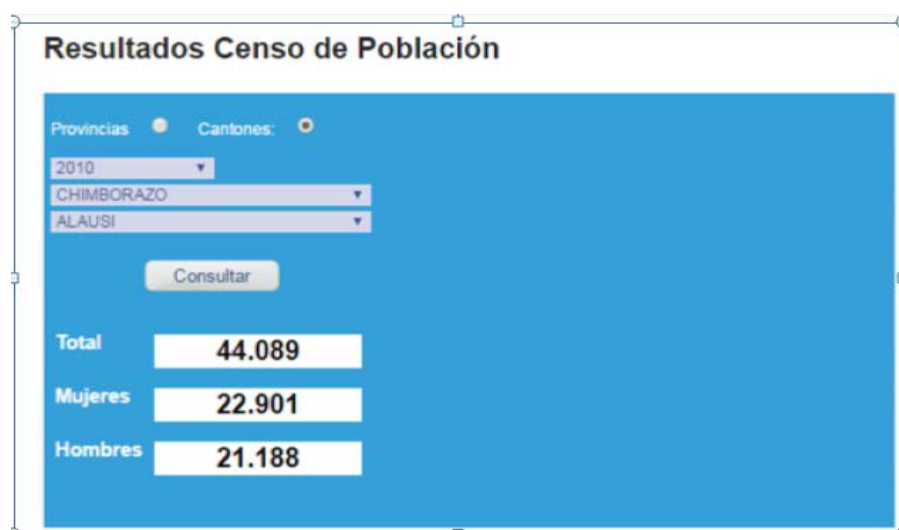 Resultados Censo de Población
Provincias Cantones:
2010
CHIMBORAZO
ALAUSI
Consultar
Total 44.089
Mujeres 22.901
Hombres 21.188